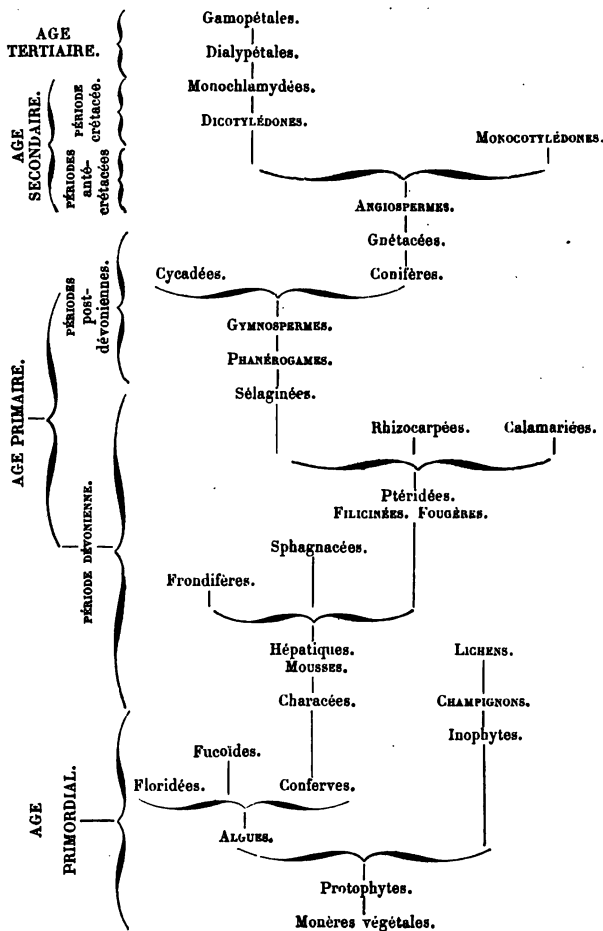 Gamopétales.
AGE
TERTIAIRE.
Dialypétales.
Monochlamydées.
DICOTYLÉDONES.
MONOCOTYLÉDONES.
AGE
SECONDAIRE.
PÉRIODE
crétacée.
PÉRIODES
anté-
crétacées
ANGIOSPERMES.
Gnétacées.
Cycadées. Conifères.
PÉRIODES
post-
dévoniennes.
GYMNOSPERMES.
PHANÉROGAMES.
Sélaginées.
AGE PRIMAIRE.
Rhizocarpées. Calamariées.
Ptéridées.
FILICINÉES. FOUGÈRES.
PÉRIODE DÉVONIENNE.
Sphagnacées.
Frondifères.
Hépatiques.
MOUSSES.
LICHENS.
Characées.
CHAMPIGNONS.
Inophytes.
AGE
PRIMORDIAL.
Fucoïdes.
Floridées. Conferves.
ALGUES.
Protophytes.
Monères végétales.